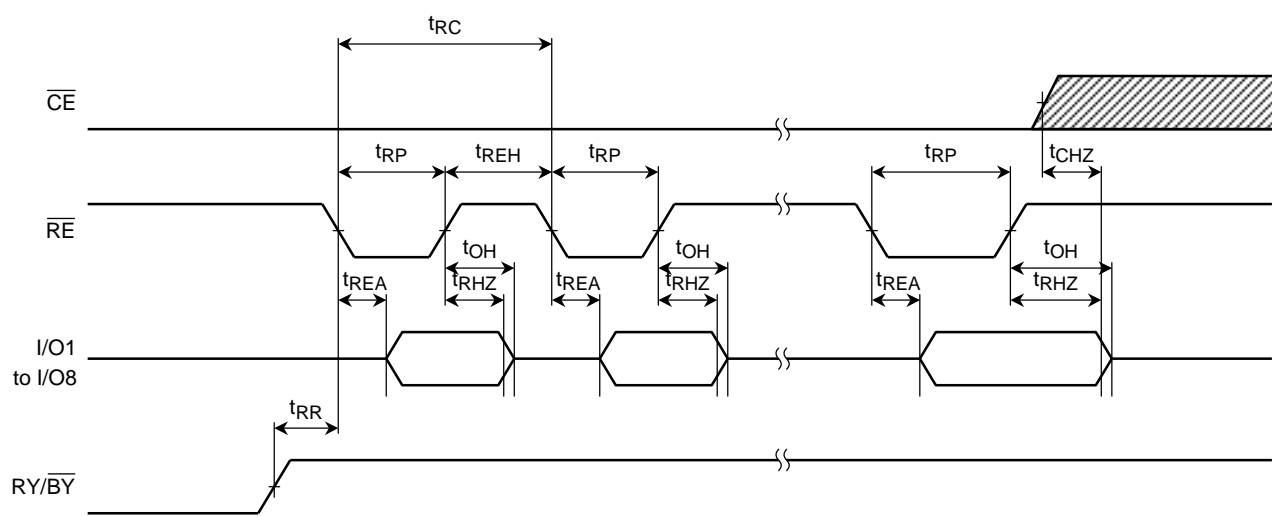 tRC
CE
tRP tREH tRP tRP tCHZ
RE
tOH tOH tOH
tREA tRHZ tREA tRHZ tREA tRHZ
I/O1
to I/O8
tRR
RY/BY